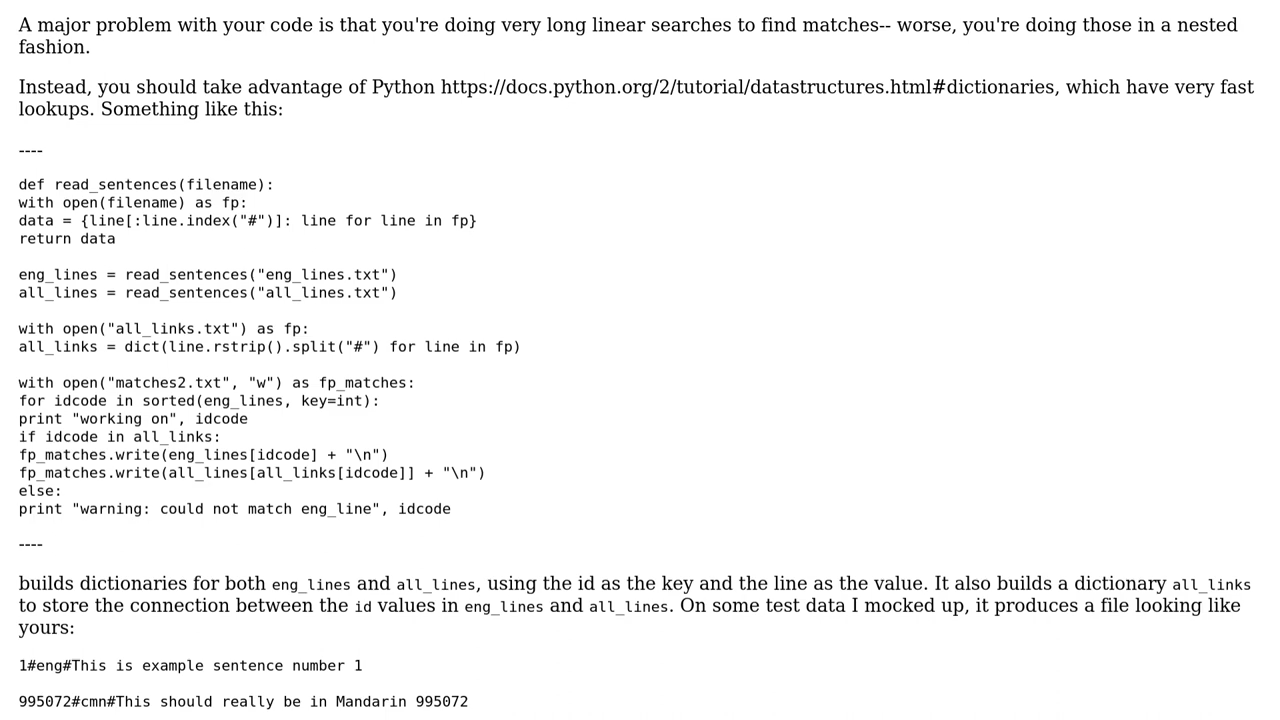 A major problem with your code is that you're doing very long linear searches to find matches-- worse, you're doing those in a nested
fashion.
Instead, you should take advantage of Python https://docs.python.org/2/tutorial/datastructures.html#dictionaries, which have very fast
lookups. Something like this:
----
def read_sentences(filename):
with open(filename) as fp:
data = {line[:line.index("#")]: line for line in fp}
return data
eng_lines = read_sentences("eng_lines.txt")
all_lines = read_sentences("all_lines.txt")
with open("all_links.txt") as fp:
all_links = dict(line.rstrip().split("#") for line in fp)
with open("matches2.txt", "w") as fp_matches:
for idcode in sorted(eng_lines, key=int):
print "working on", idcode
if idcode in all_links:
fp_matches.write(eng_lines[idcode] + "\n")
fp_matches.write(all_lines[all_links[idcode]] + "\n")
else:
print "warning: could not match eng_line", idcode
----
builds dictionaries for both eng_lines and all_lines, using the id as the key and the line as the value. It also builds a dictionary all_links
to store the connection between the id values in eng_lines and all_lines. On some test data I mocked up, it produces a file looking like
yours:
1#eng#This is example sentence number 1
995072#cmn#This should really be in Mandarin 995072